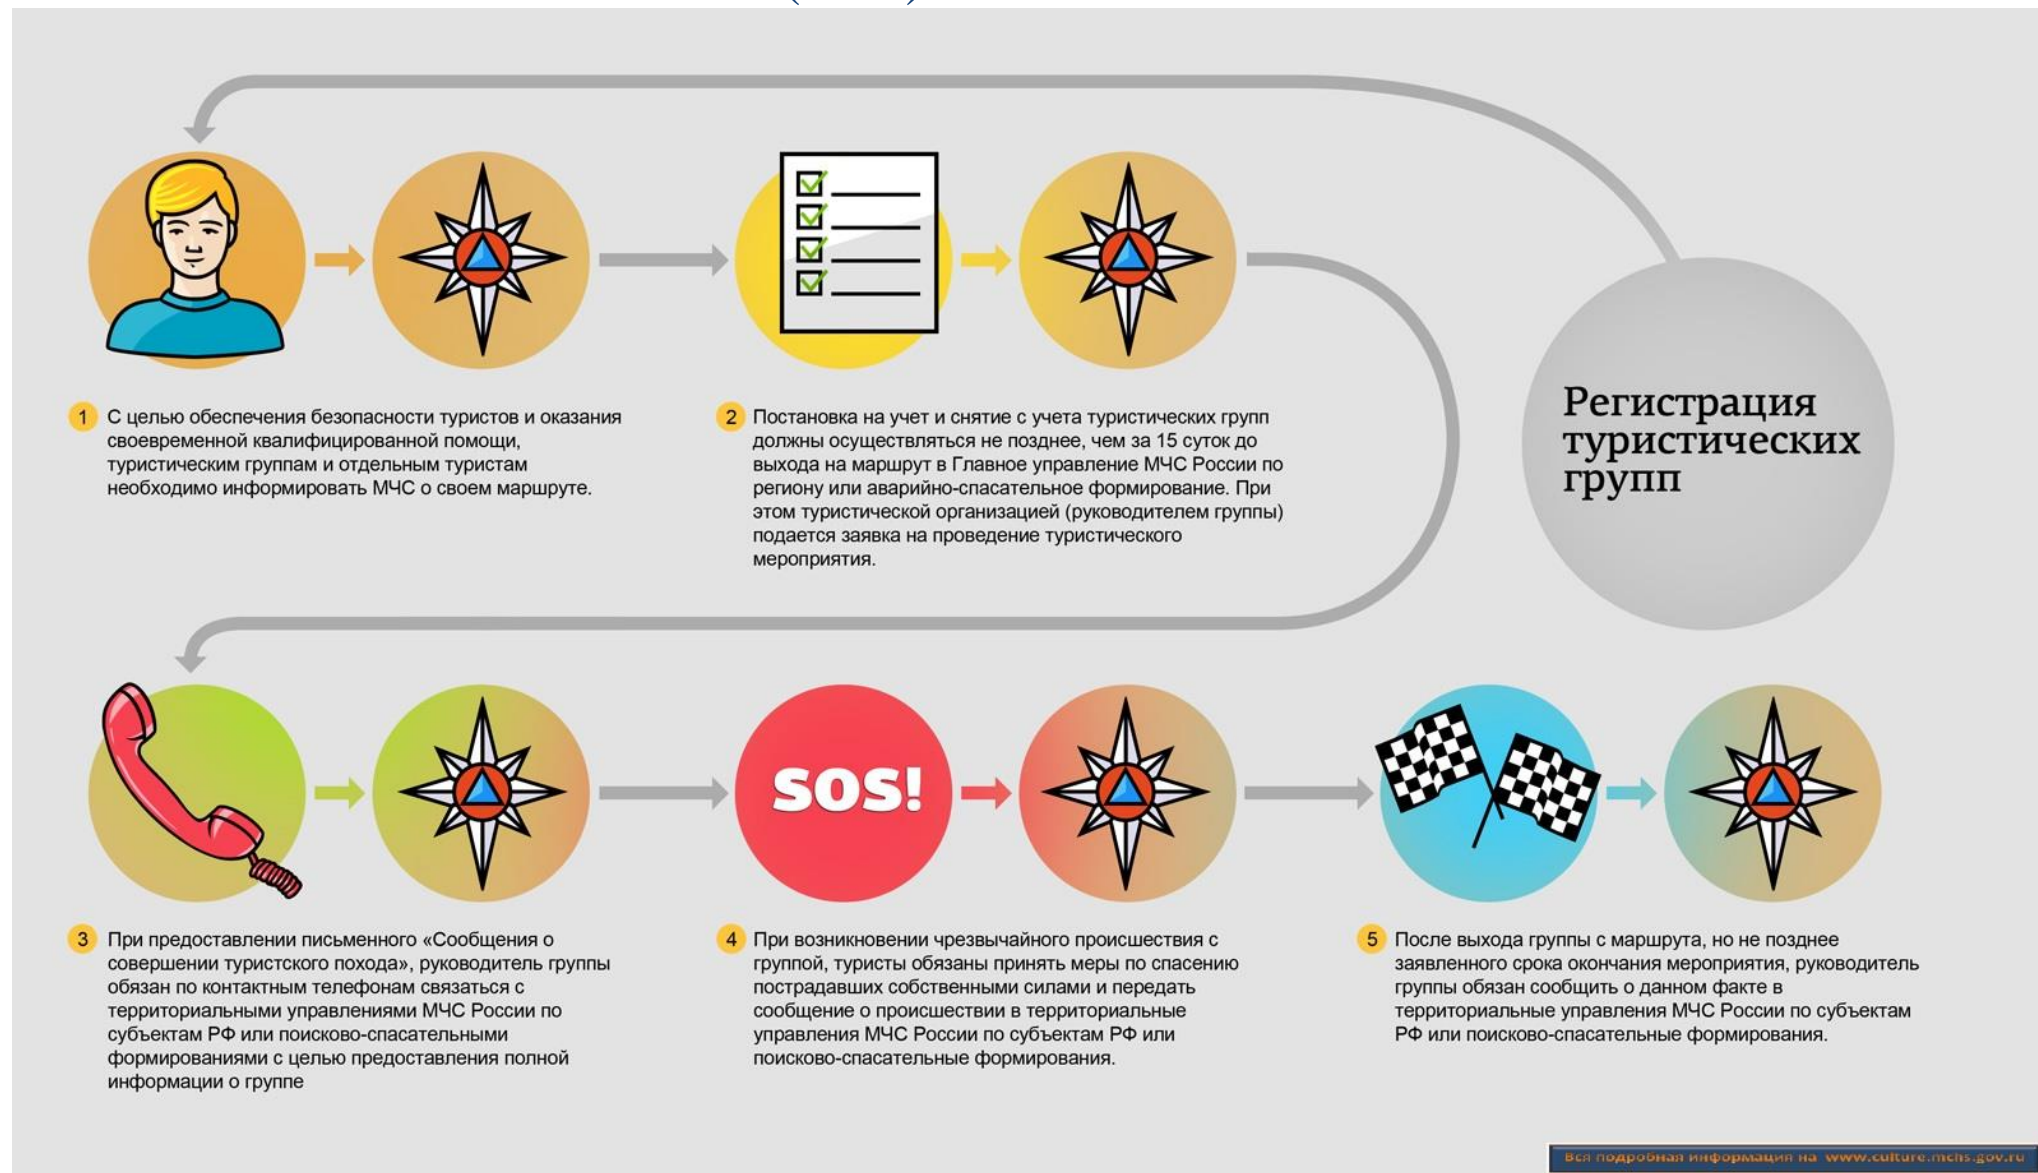 Регистрация
туристических
групп
1 С целью обеспечения безопасности туристов и оказания
своевременной квалифицированной помощи,
туристическим группам и отдельным туристам
необходимо информировать МЧС о своем маршруте.
2 Постановка на учет и снятие с учета туристических групп
должны осуществляться не позднее, чем за 15 суток до
выхода на маршрут в Главное управление МЧС России по
региону или аварийно-спасательное формирование. При
этом туристической организацией (руководителем группы)
подается заявка на проведение туристического
мероприятия.
3 При предоставлении письменного «Сообщения о
совершении туристского похода», руководитель группы
обязан по контактным телефонам связаться с
территориальными управлениями МЧС России по
субъектам РФ или поисково-спасательными
формированиями с целью предоставления полной
информации о группе
SOS!
4 При возникновении чрезвычайного происшествия с
группой, туристы обязаны принять меры по спасению
пострадавших собственными силами и передать
сообщение о происшествии в территориальные
управления МЧС России по субъектам РФ или
поисково-спасательные формирования.
5 После выхода группы с маршрута, но не позднее
заявленного срока окончания мероприятия, руководитель
группы обязан сообщить о данном факте в
территориальные управления МЧС России по субъектам
РФ или поисково-спасательные формирования.
Вся подробная информация на www.culture.mchs.gov.ru